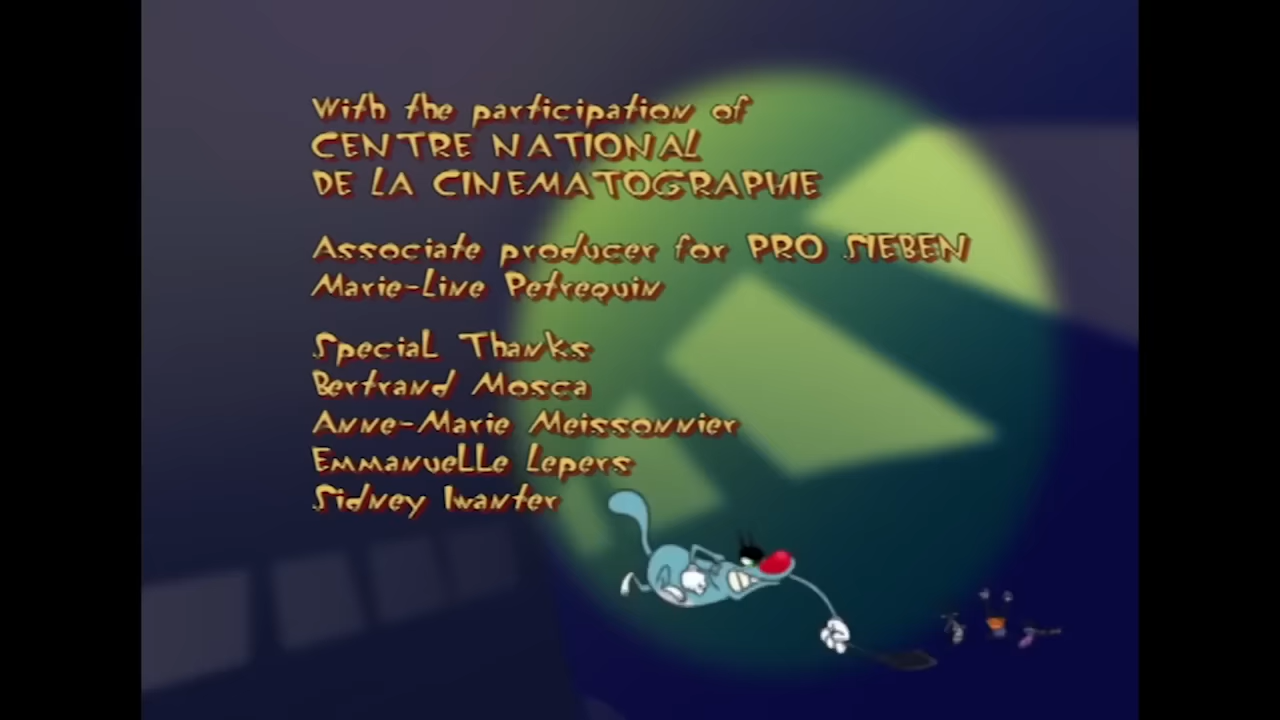 With the participation of
CENTRE NATIONAL
DE LA CINEMATOGRAPHIE
Associate producer for PRO SIEBEN
Marie-Line Petrequin
Special Thanks
Bertrand Mosca
Anne-Marie Meissonnier
Emmanuelle Lepers
Sidney Iwanter